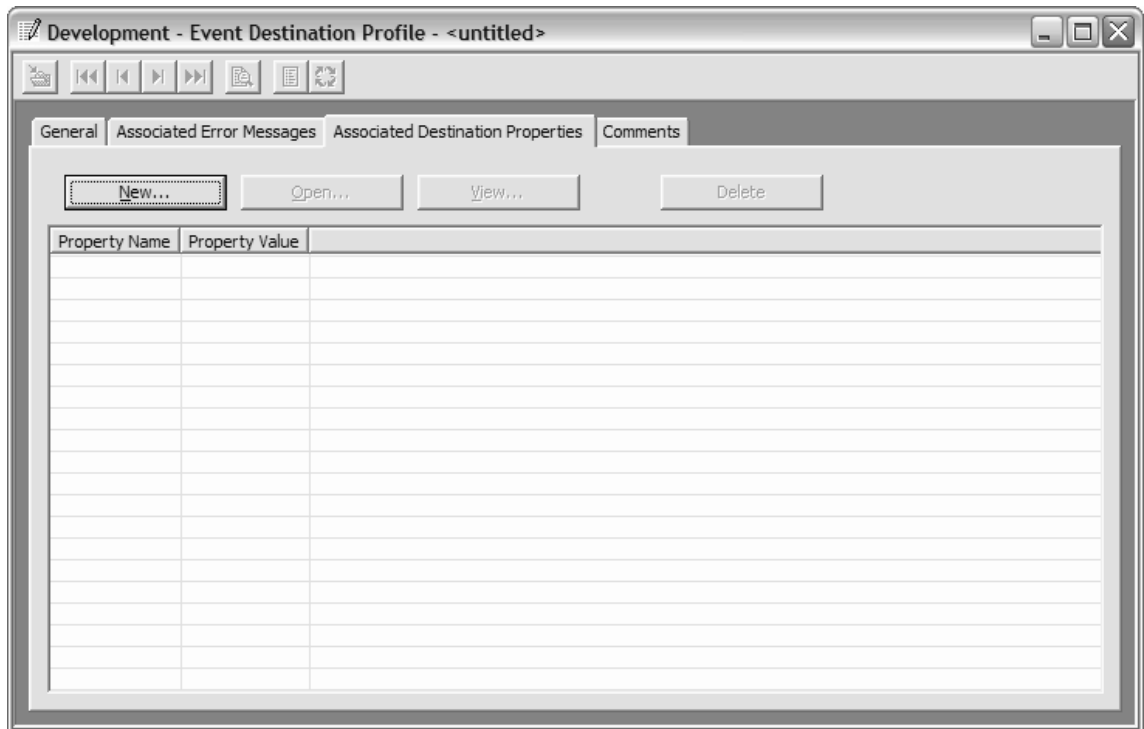 Development - Event Destination Profile - <untitled>
General Associated Error Messages Associated Destination Properties Comments
New... Open... View... Delete
Property Name Property Value